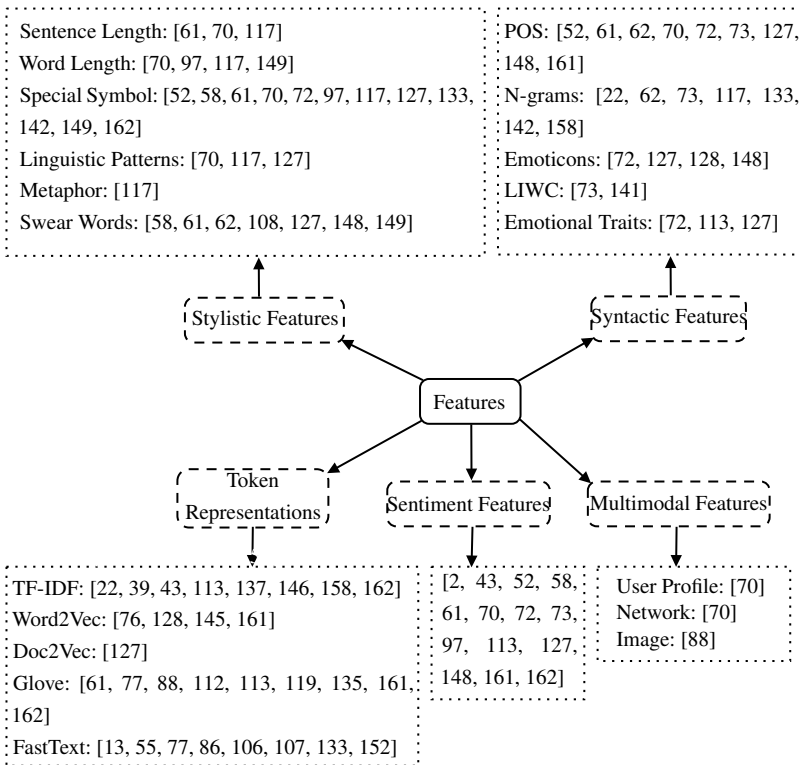 Sentence Length: [61, 70, 117]
Word Length: [70, 97, 117, 149]
Special Symbol: [52, 58, 61, 70, 72, 97, 117, 127, 133,
142, 149, 162]
Linguistic Patterns: [70, 117, 127]
Metaphor: [117]
Swear Words: [58, 61, 62, 108, 127, 148, 149]
POS: [52, 61, 62, 70, 72, 73, 127,
148, 161]
N-grams: [22, 62, 73, 117, 133,
142, 158]
Emoticons: [72, 127, 128, 148]
LIWC: [73, 141]
Emotional Traits: [72, 113, 127]
Stylistic Features
Syntactic Features
Features
Token
Representations
Sentiment Features
Multimodal Features
TF-IDF: [22, 39, 43, 113, 137, 146, 158, 162]
Word2Vec: [76, 128, 145, 161]
Doc2Vec: [127]
Glove: [61, 77, 88, 112, 113, 119, 135, 161,
162]
FastText: [13, 55, 77, 86, 106, 107, 133, 152]
[2, 43, 52, 58,
61, 70, 72, 73,
97, 113, 127,
148, 161, 162]
User Profile: [70]
Network: [70]
Image: [88]